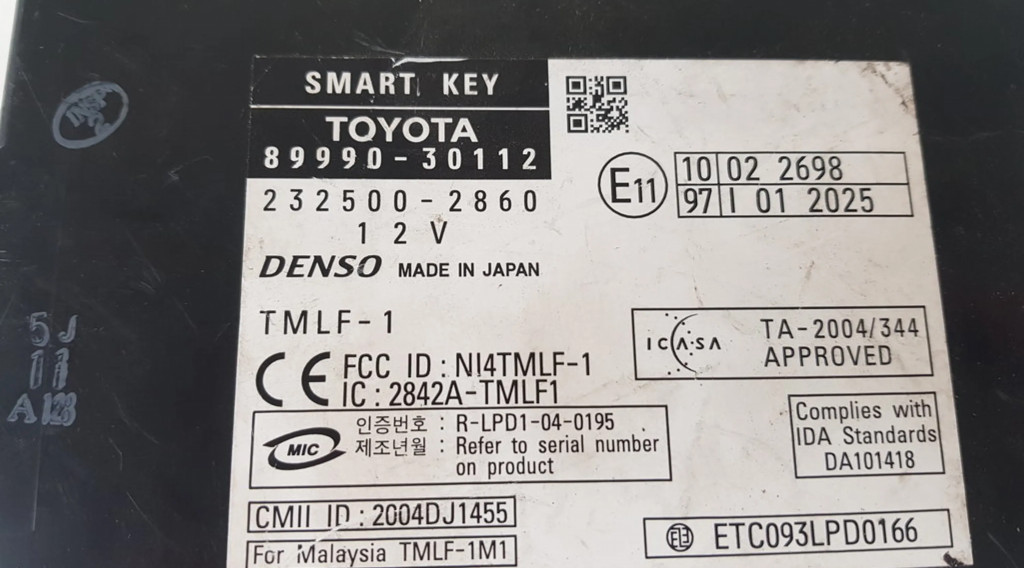 SMART KEY
TOYOTA
89990-30112
232500-2860
12V
DENSO MADE IN JAPAN
E11
10 02 2698
97 I 01 2025
TMLF-1
ICASA TA-2004/344
APPROVED
CE FCC ID : NI4TMLF-1
IC : 2842A-TMLF1
MIC
인증번호 : R-LPD1-04-0195
제조년월 : Refer to serial number
on product
Complies with
IDA Standards
DA101418
CMII ID : 2004DJ1455
For Malaysia TMLF-1M1
ETC093LPD0166
5J
11
A128